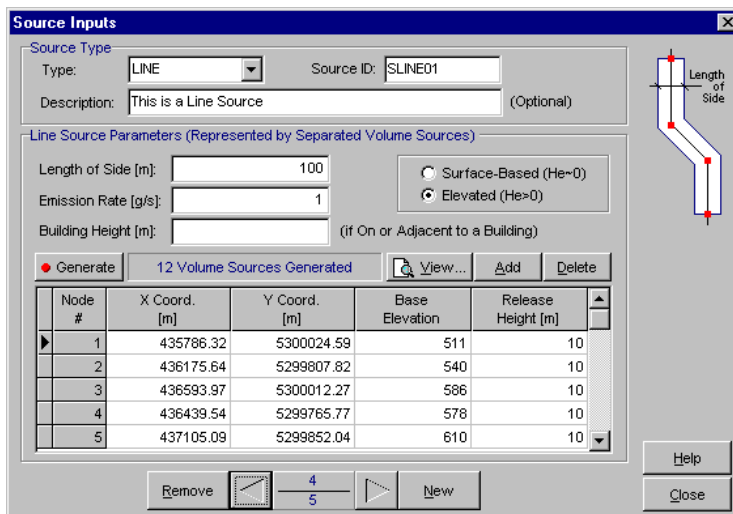 Source Inputs
Source Type
Type: LINE Source ID: SLINE01
Description: This is a Line Source (Optional)
Length of Side
Line Source Parameters (Represented by Separated Volume Sources)
Length of Side [m]: 100
Surface-Based (He~0)
Emission Rate [g/s]: 1
Elevated (He>0)
Building Height [m]: (if On or Adjacent to a Building)
Generate 12 Volume Sources Generated View... Add Delete
Node # X Coord. [m] Y Coord. [m] Base Elevation Release Height [m]
1 435786.32 5300024.59 511 10
2 436175.64 5299807.82 540 10
3 436593.97 5300012.27 586 10
4 436439.54 5299765.77 578 10
5 437105.09 5299852.04 610 10
Remove 4 5 New
Help
Close